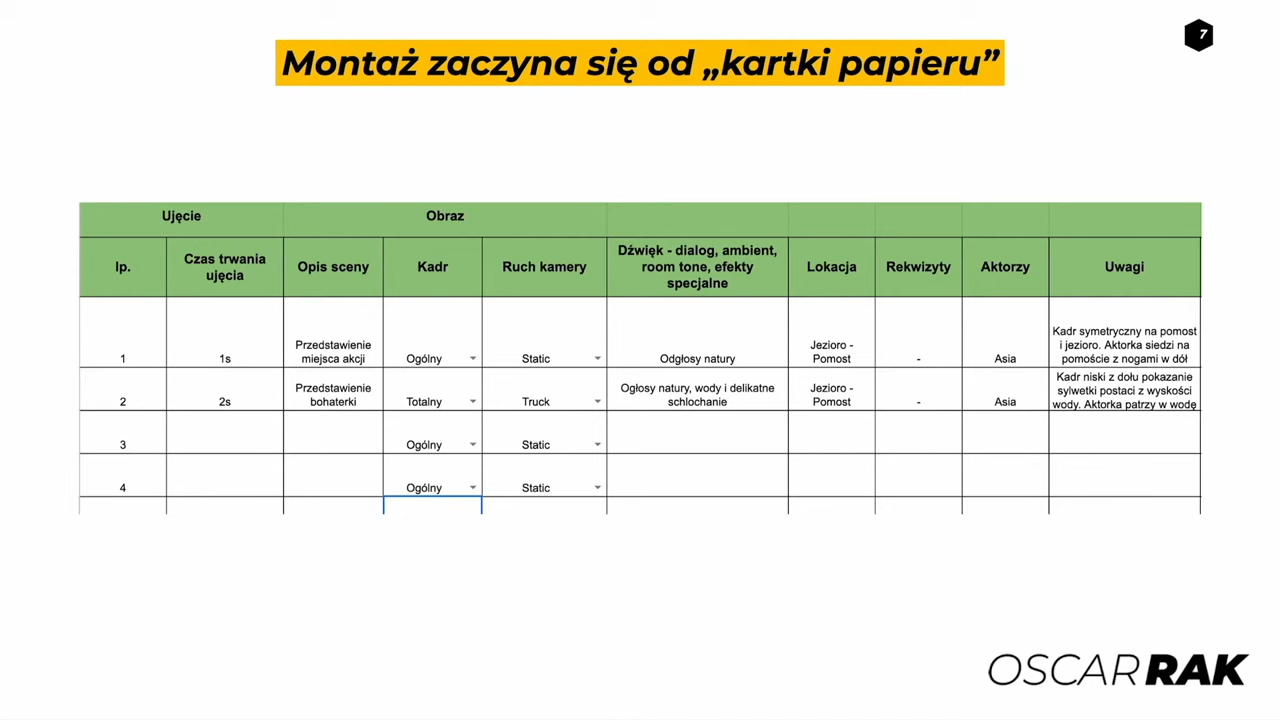 7
Montaż zaczyna się od „kartki papieru”
Ujęcie
Obraz
lp.
Czas trwania
ujęcia
Opis sceny
Kadr
Ruch kamery
Dźwięk - dialog, ambient,
room tone, efekty
specjalne
Lokacja
Rekwizyty
Aktorzy
Uwagi
1
1s
Przedstawienie
miejsca akcji
Ogólny
Static
Odgłosy natury
Jezioro -
Pomost
-
Asia
Kadr symetryczny na pomost
i jezioro. Aktorka siedzi na
pomoście z nogami w dół
2
2s
Przedstawienie
bohaterki
Totalny
Truck
Ogłosy natury, wody i delikatne
schlochanie
Jezioro -
Pomost
-
Asia
Kadr niski z dołu pokazanie
sylwetki postaci z wyskości
wody. Aktorka patrzy w wodę
3
Ogólny
Static
4
Ogólny
Static
OSCAR RAK